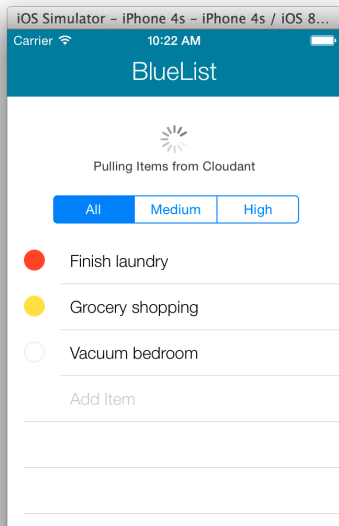 iOS Simulator – iPhone 4s – iPhone 4s / iOS 8...
Carrier 10:22 AM
BlueList
Pulling Items from Cloudant
All Medium High
Finish laundry
Grocery shopping
Vacuum bedroom
Add Item